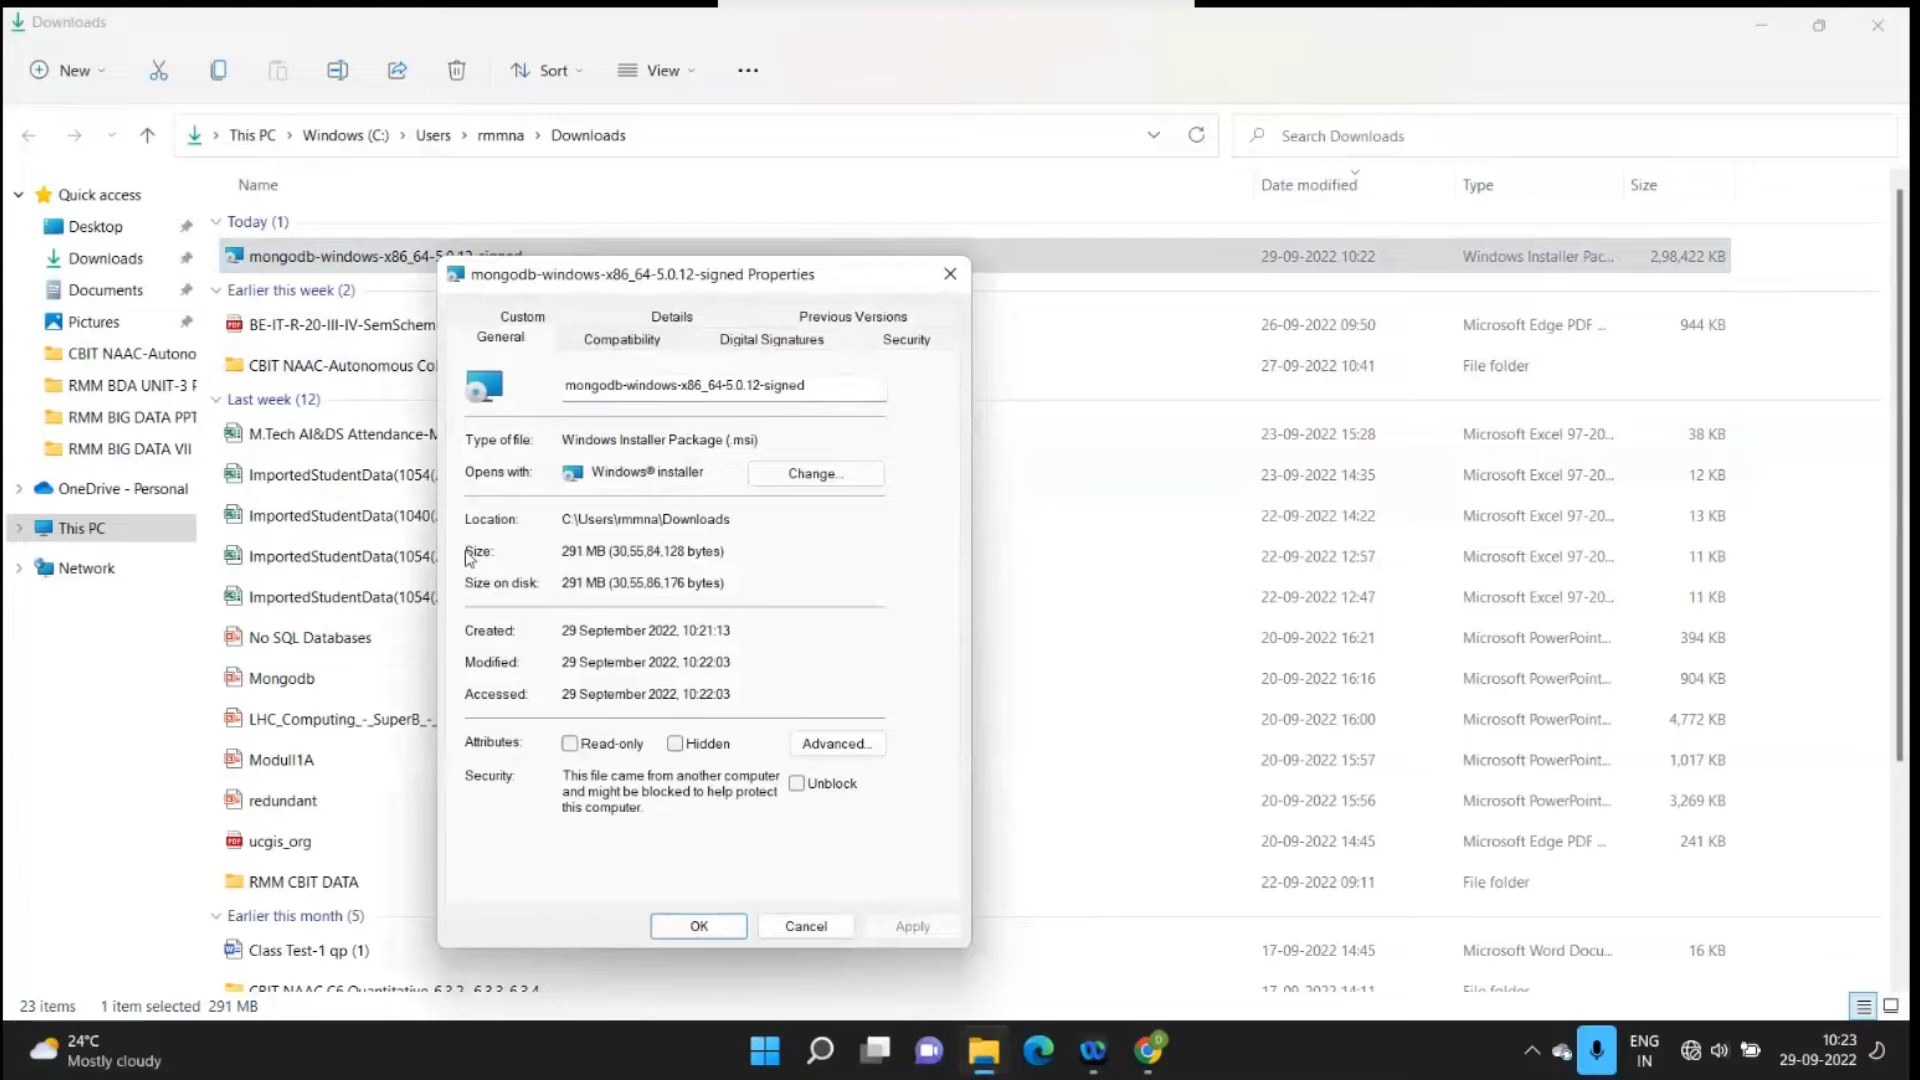 Downloads
New
Sort
View
This PC > Windows (C:) > Users > rmmna > Downloads
Search Downloads
Name
Date modified
Type
Size
Quick access
Desktop
Downloads
Documents
Pictures
CBIT NAAC-Autono
RMM BDA UNIT-3 F
RMM BIG DATA PPT
RMM BIG DATA VII
OneDrive - Personal
This PC
Network
Today (1)
mongodb-windows-x86_64-5.0.12-signed
29-09-2022 10:22
Windows Installer Pac...
2,98,422 KB
Earlier this week (2)
BE-IT-R-20-III-IV-SemSchem
26-09-2022 09:50
Microsoft Edge PDF ...
944 KB
CBIT NAAC-Autonomous Co
27-09-2022 10:41
File folder
Last week (12)
M.Tech AI&DS Attendance-M
23-09-2022 15:28
Microsoft Excel 97-20...
38 KB
ImportedStudentData(1054(
23-09-2022 14:35
Microsoft Excel 97-20...
12 KB
ImportedStudentData(1040(
22-09-2022 14:22
Microsoft Excel 97-20...
13 KB
ImportedStudentData(1054(
22-09-2022 12:57
Microsoft Excel 97-20...
11 KB
ImportedStudentData(1054(
22-09-2022 12:47
Microsoft Excel 97-20...
11 KB
No SQL Databases
20-09-2022 16:21
Microsoft PowerPoint...
394 KB
Mongodb
20-09-2022 16:16
Microsoft PowerPoint...
904 KB
LHC_Computing_-_SuperB_-_
20-09-2022 16:00
Microsoft PowerPoint...
4,772 KB
ModulI1A
20-09-2022 15:57
Microsoft PowerPoint...
1,017 KB
redundant
20-09-2022 15:56
Microsoft PowerPoint...
3,269 KB
ucgis_org
20-09-2022 14:45
Microsoft Edge PDF ...
241 KB
RMM CBIT DATA
22-09-2022 09:11
File folder
Earlier this month (5)
Class Test-1 qp (1)
17-09-2022 14:45
Microsoft Word Docu...
16 KB
CBIT NAAC C6 Quantitative
17-09-2022 14:11
File folder
mongodb-windows-x86_64-5.0.12-signed Properties
Custom
Details
Previous Versions
General
Compatibility
Digital Signatures
Security
mongodb-windows-x86_64-5.0.12-signed
Type of file: Windows Installer Package (.msi)
Opens with: Windows® installer
Change...
Location: C:\Users\rmmna\Downloads
Size: 291 MB (30,55,84,128 bytes)
Size on disk: 291 MB (30,55,86,176 bytes)
Created: 29 September 2022, 10:21:13
Modified: 29 September 2022, 10:22:03
Accessed: 29 September 2022, 10:22:03
Attributes: Read-only Hidden
Advanced...
Security: This file came from another computer
and might be blocked to help protect
this computer.
Unblock
OK
Cancel
Apply
23 items 1 item selected 291 MB
24°C
Mostly cloudy
ENG
IN
10:23
29-09-2022